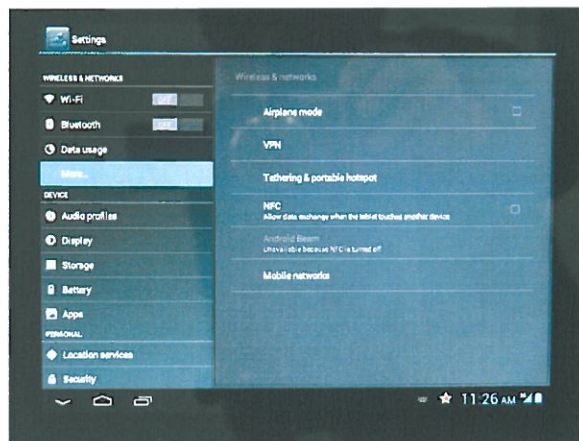 Settings
WIRELESS & NETWORKS
Wi-Fi
OFF
Bluetooth
OFF
Data usage
More...
DEVICE
Audio profiles
Display
Storage
Battery
Apps
PERSONAL
Location services
Security
Wireless & networks
Airplane mode
VPN
Tethering & portable hotspot
NFC
Allow data exchange when the tablet touches another device
Android Beam
Unavailable because NFC is turned off
Mobile networks
11:26 AM